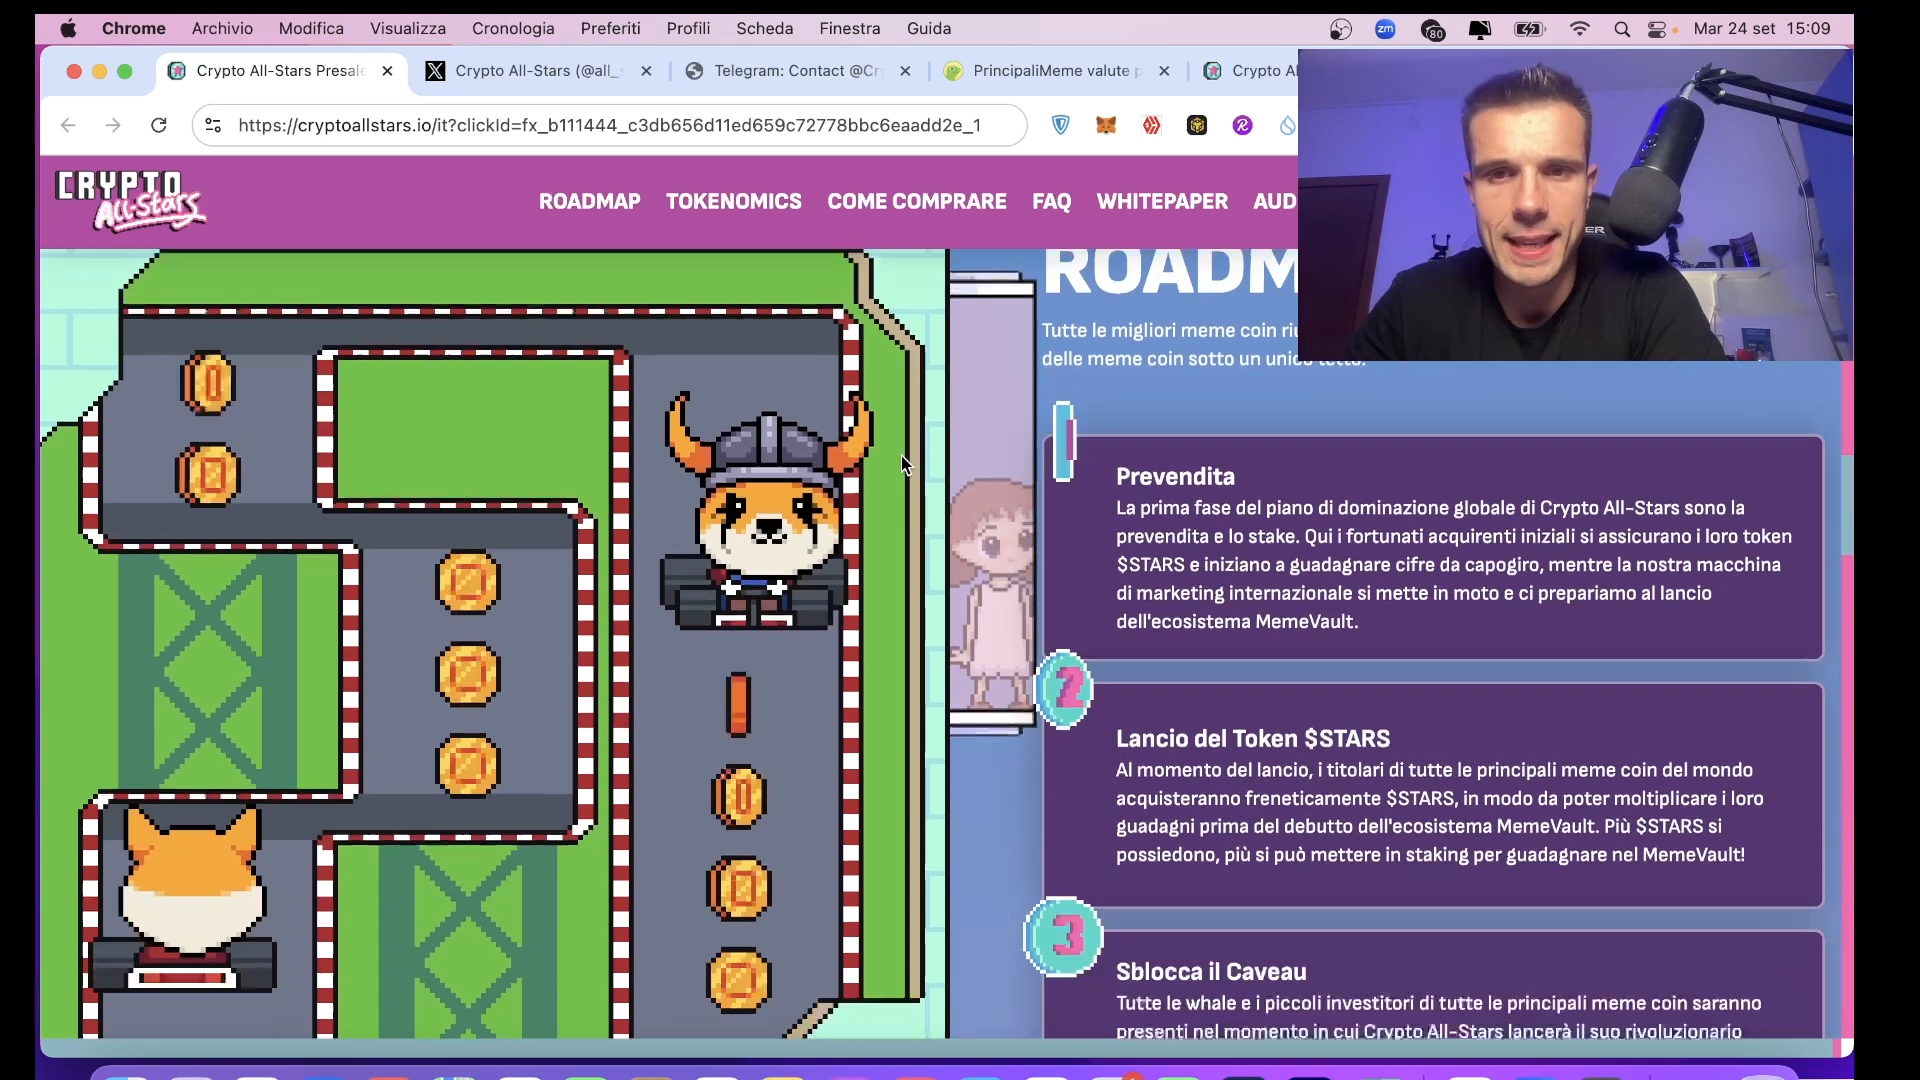 Chrome Archivio Modifica Visualizza Cronologia Preferiti Profili Scheda Finestra Guida zm 80 Mar 24 set 15:09
Crypto All-Stars Presale Crypto All-Stars (@all_s Telegram: Contact @Cr PrincipaliMeme valute p Crypto Al
https://cryptoallstars.io/it?clickId=fx_b111444_c3db656d11ed659c72778bbc6eaadd2e_1
CRYPTO
All-Stars
ROADMAP TOKENOMICS COME COMPRARE FAQ WHITEPAPER AUD
ROADM
Tutte le migliori meme coin riu
delle meme coin sotto un unico tetto.
1
Prevendita
La prima fase del piano di dominazione globale di Crypto All-Stars sono la
prevendita e lo stake. Qui i fortunati acquirenti iniziali si assicurano i loro token
$STARS e iniziano a guadagnare cifre da capogiro, mentre la nostra macchina
di marketing internazionale si mette in moto e ci prepariamo al lancio
dell'ecosistema MemeVault.
2
Lancio del Token $STARS
Al momento del lancio, i titolari di tutte le principali meme coin del mondo
acquisteranno freneticamente $STARS, in modo da poter moltiplicare i loro
guadagni prima del debutto dell'ecosistema MemeVault. Più $STARS si
possiedono, più si può mettere in staking per guadagnare nel MemeVault!
3
Sblocca il Caveau
Tutte le whale e i piccoli investitori di tutte le principali meme coin saranno
presenti nel momento in cui Crypto All-Stars lancerà il suo rivoluzionario